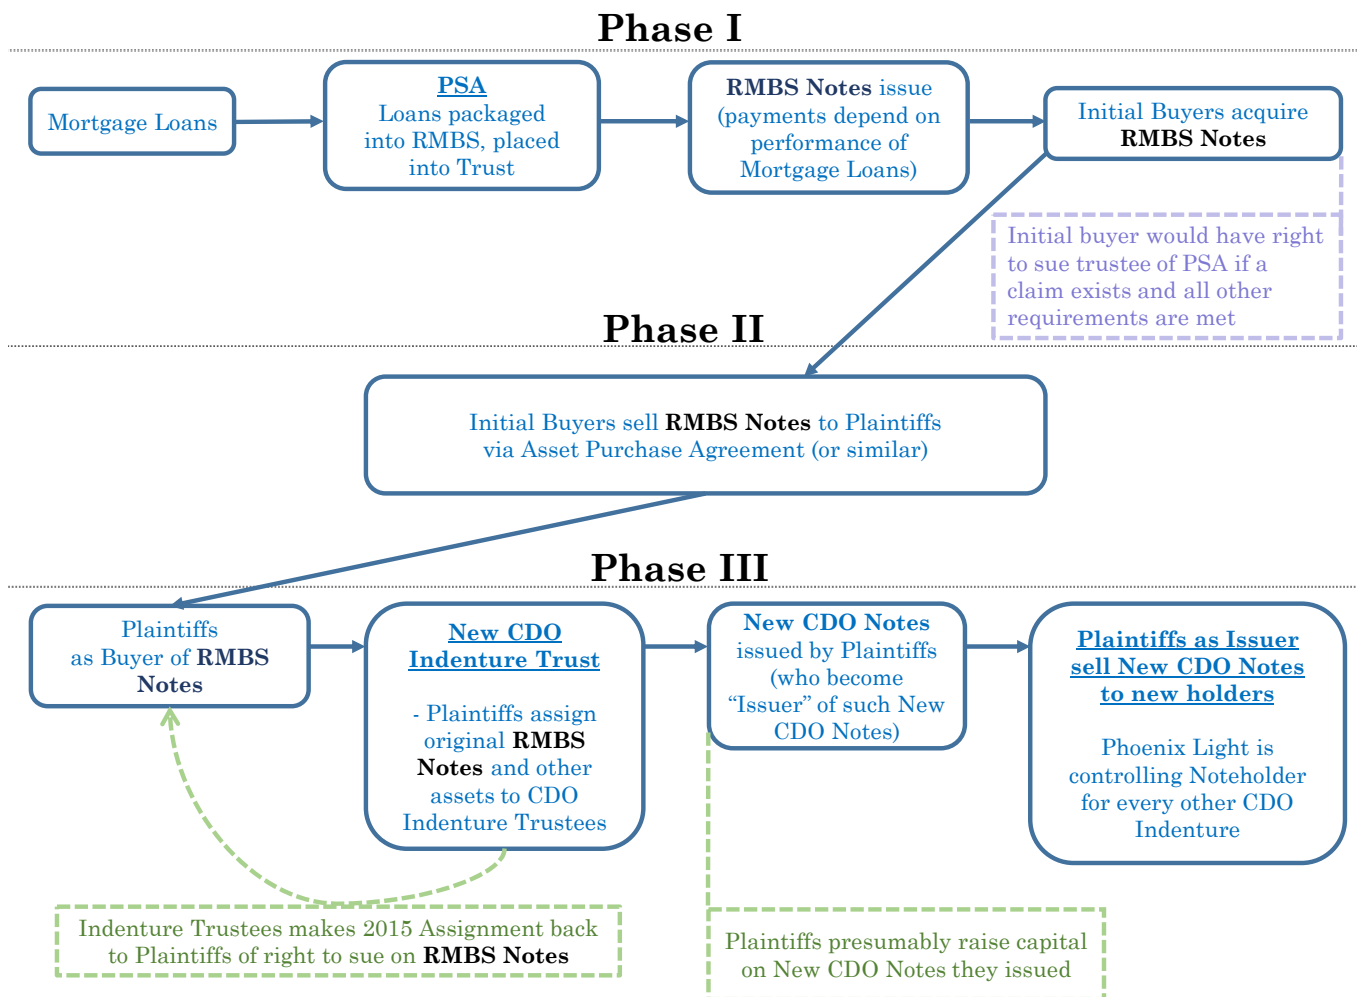 Phase I
Mortgage Loans
PSA
Loans packaged
into RMBS, placed
into Trust
RMBS Notes issue
(payments depend on
performance of
Mortgage Loans)
Initial Buyers acquire
RMBS Notes
Initial buyer would have right
to sue trustee of PSA if a
claim exists and all other
requirements are met
Phase II
Initial Buyers sell RMBS Notes to Plaintiffs
via Asset Purchase Agreement (or similar)
Phase III
Plaintiffs
as Buyer of RMBS
Notes
New CDO
Indenture Trust
- Plaintiffs assign
original RMBS
Notes and other
assets to CDO
Indenture Trustees
New CDO Notes
issued by Plaintiffs
(who become
“Issuer” of such New
CDO Notes)
Plaintiffs as Issuer
sell New CDO Notes
to new holders
Phoenix Light is
controlling Noteholder
for every other CDO
Indenture
Indenture Trustees makes 2015 Assignment back
to Plaintiffs of right to sue on RMBS Notes
Plaintiffs presumably raise capital
on New CDO Notes they issued